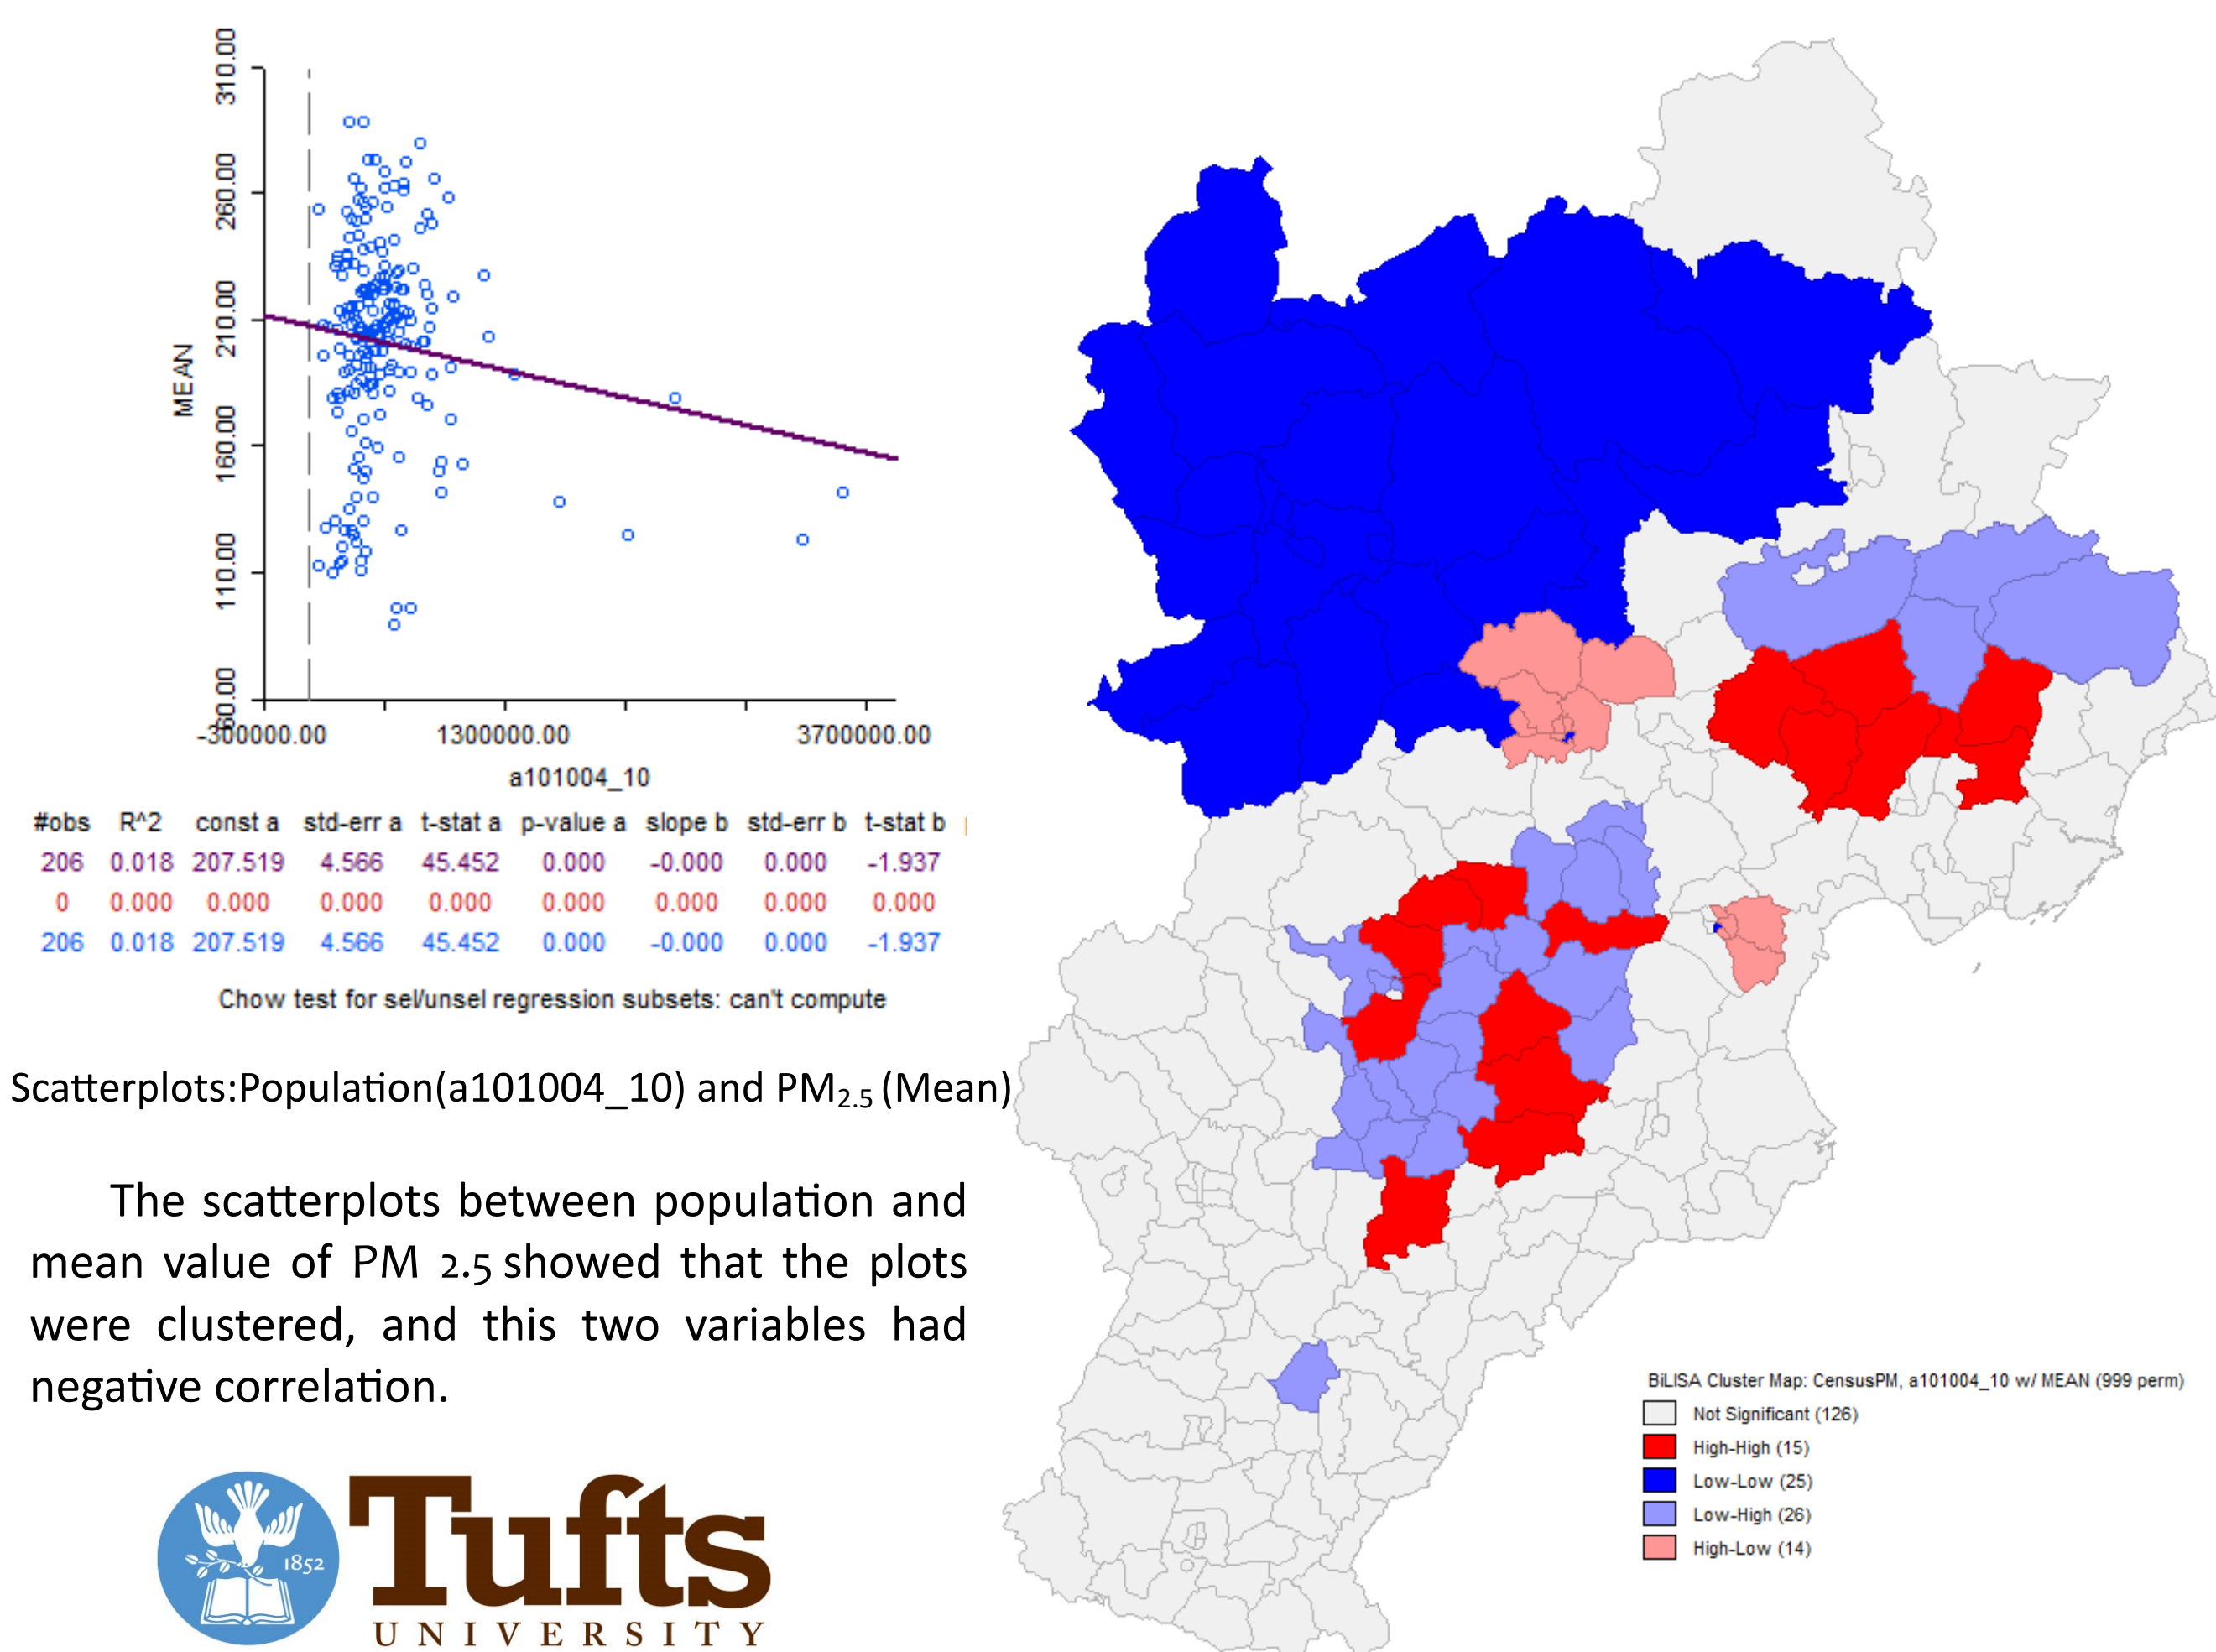 310.00
260.00
210.00
160.00
110.00
60.00
MEAN
-300000.00 1300000.00 3700000.00
a101004_10
#obs R^2 const a std-err a t-stat a p-value a slope b std-err b t-stat b
206 0.018 207.519 4.566 45.452 0.000 -0.000 0.000 -1.937
0 0.000 0.000 0.000 0.000 0.000 0.000 0.000 0.000
206 0.018 207.519 4.566 45.452 0.000 -0.000 0.000 -1.937
Chow test for sel/unsel regression subsets: can't compute
Scatterplots:Population(a101004_10) and PM2.5 (Mean)
The scatterplots between population and
mean value of PM 2.5 showed that the plots
were clustered, and this two variables had
negative correlation.
1852
Tufts
UNIVERSITY
BiLISA Cluster Map: CensusPM, a101004_10 w/ MEAN (999 perm)
Not Significant (126)
High-High (15)
Low-Low (25)
Low-High (26)
High-Low (14)